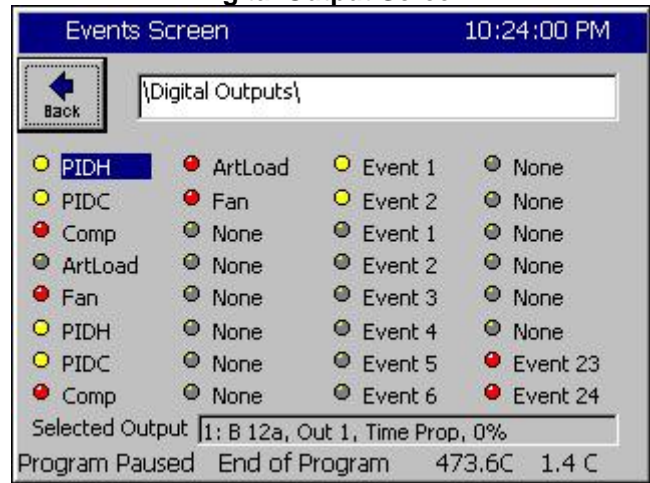 Events Screen 10:24:00 PM
Back \Digital Outputs\
PIDH ArtLoad Event 1 None
PIDC Fan Event 2 None
Comp None Event 1 None
ArtLoad None Event 2 None
Fan None Event 3 None
PIDH None Event 4 None
PIDC None Event 5 Event 23
Comp None Event 6 Event 24
Selected Output 1: B 12a, Out 1, Time Prop, 0%
Program Paused End of Program 473.6C 1.4 C